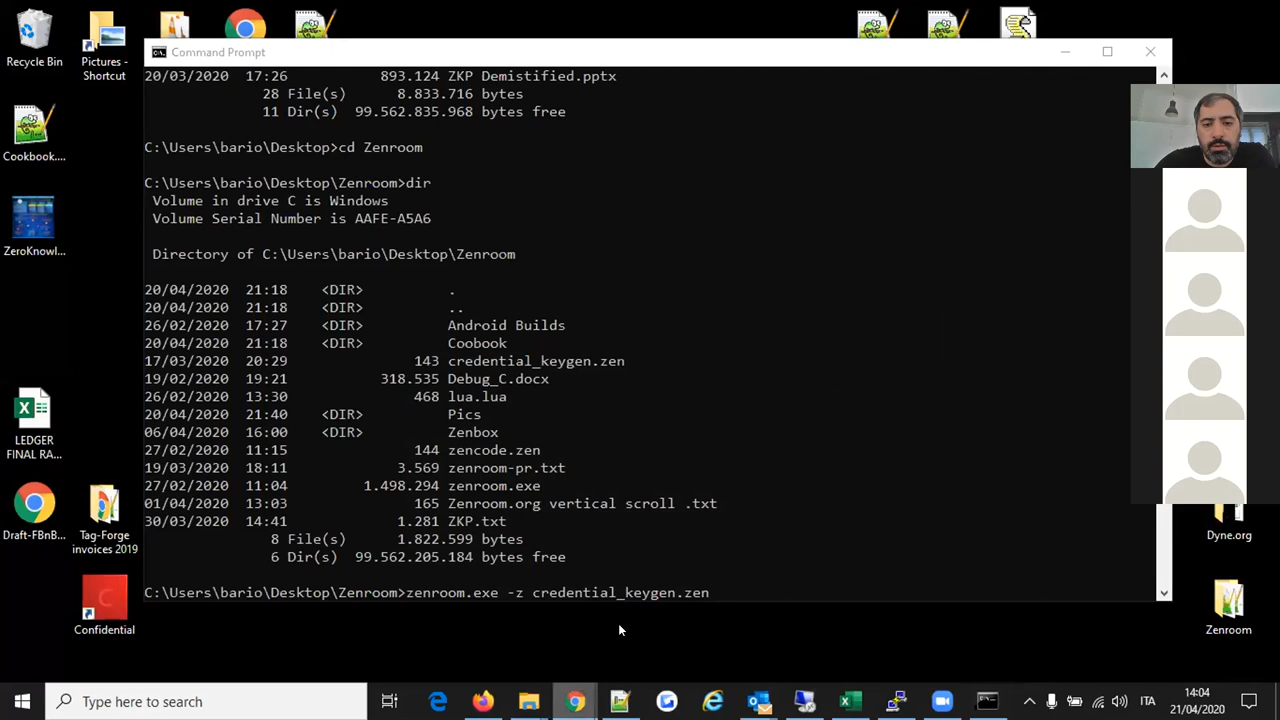 Recycle Bin
Pictures -
Shortcut
Cookbook....
ZeroKnowl...
LEDGER
FINAL RA...
Draft-FBnB...
Tag-Forge
invoices 2019
Confidential
Command Prompt
20/03/2020  17:26           893.124 ZKP Demistified.pptx
28 File(s)      8.833.716 bytes
11 Dir(s)  99.562.835.968 bytes free
C:\Users\bario\Desktop>cd Zenroom
C:\Users\bario\Desktop\Zenroom>dir
Volume in drive C is Windows
Volume Serial Number is AAFE-A5A6
Directory of C:\Users\bario\Desktop\Zenroom
20/04/2020  21:18    <DIR>          .
20/04/2020  21:18    <DIR>          ..
26/02/2020  17:27    <DIR>          Android Builds
20/04/2020  21:18    <DIR>          Coobook
17/03/2020  20:29               143 credential_keygen.zen
19/02/2020  19:21           318.535 Debug_C.docx
26/02/2020  13:30               468 lua.lua
20/04/2020  21:40    <DIR>          Pics
06/04/2020  16:00    <DIR>          Zenbox
27/02/2020  11:15               144 zencode.zen
19/03/2020  18:11             3.569 zenroom-pr.txt
27/02/2020  11:04         1.498.294 zenroom.exe
01/04/2020  13:03               165 Zenroom.org vertical scroll .txt
30/03/2020  14:41             1.281 ZKP.txt
8 File(s)      1.822.599 bytes
6 Dir(s)  99.562.205.184 bytes free
C:\Users\bario\Desktop\Zenroom>zenroom.exe -z credential_keygen.zen
Dyne.org
Zenroom
Type here to search
ITA
14:04
21/04/2020